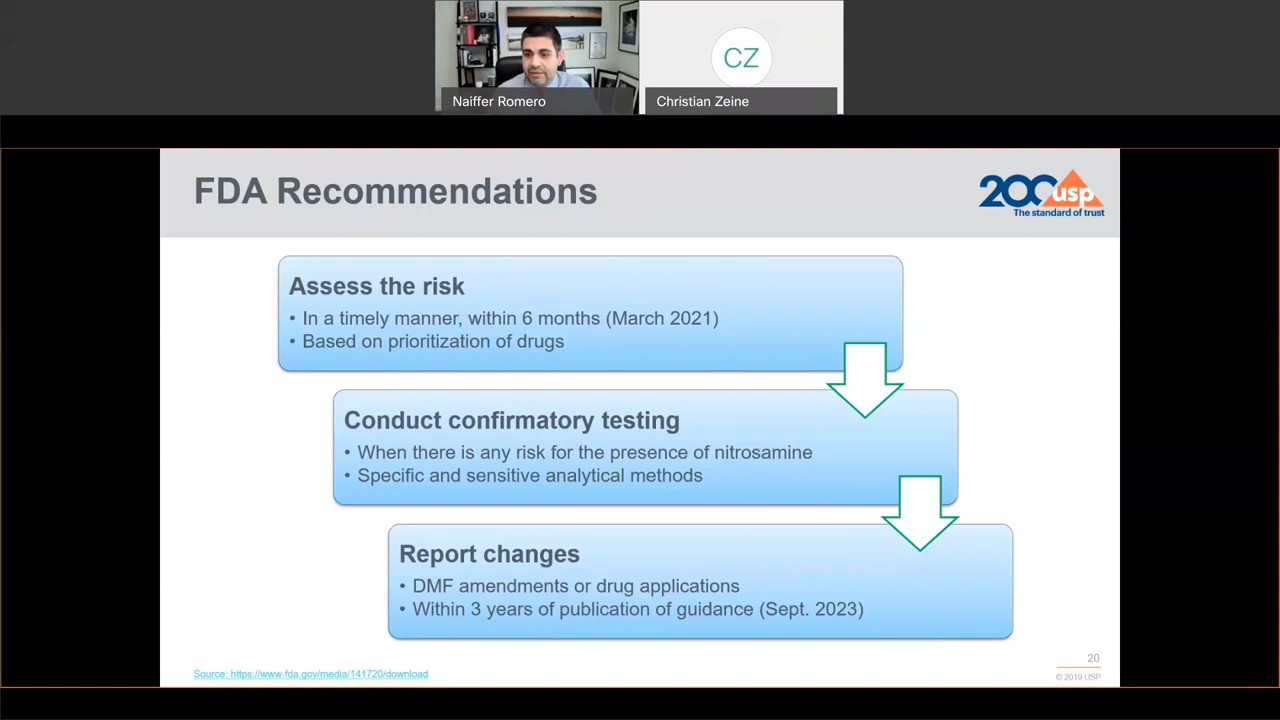 CZ
Naiffer Romero
Christian Zeine
FDA Recommendations
200 usp
The standard of trust
Assess the risk
• In a timely manner, within 6 months (March 2021)
• Based on prioritization of drugs
Conduct confirmatory testing
• When there is any risk for the presence of nitrosamine
• Specific and sensitive analytical methods
Report changes
• DMF amendments or drug applications
• Within 3 years of publication of guidance (Sept. 2023)
Source: https://www.fda.gov/media/141720/download
20
© 2019 USP